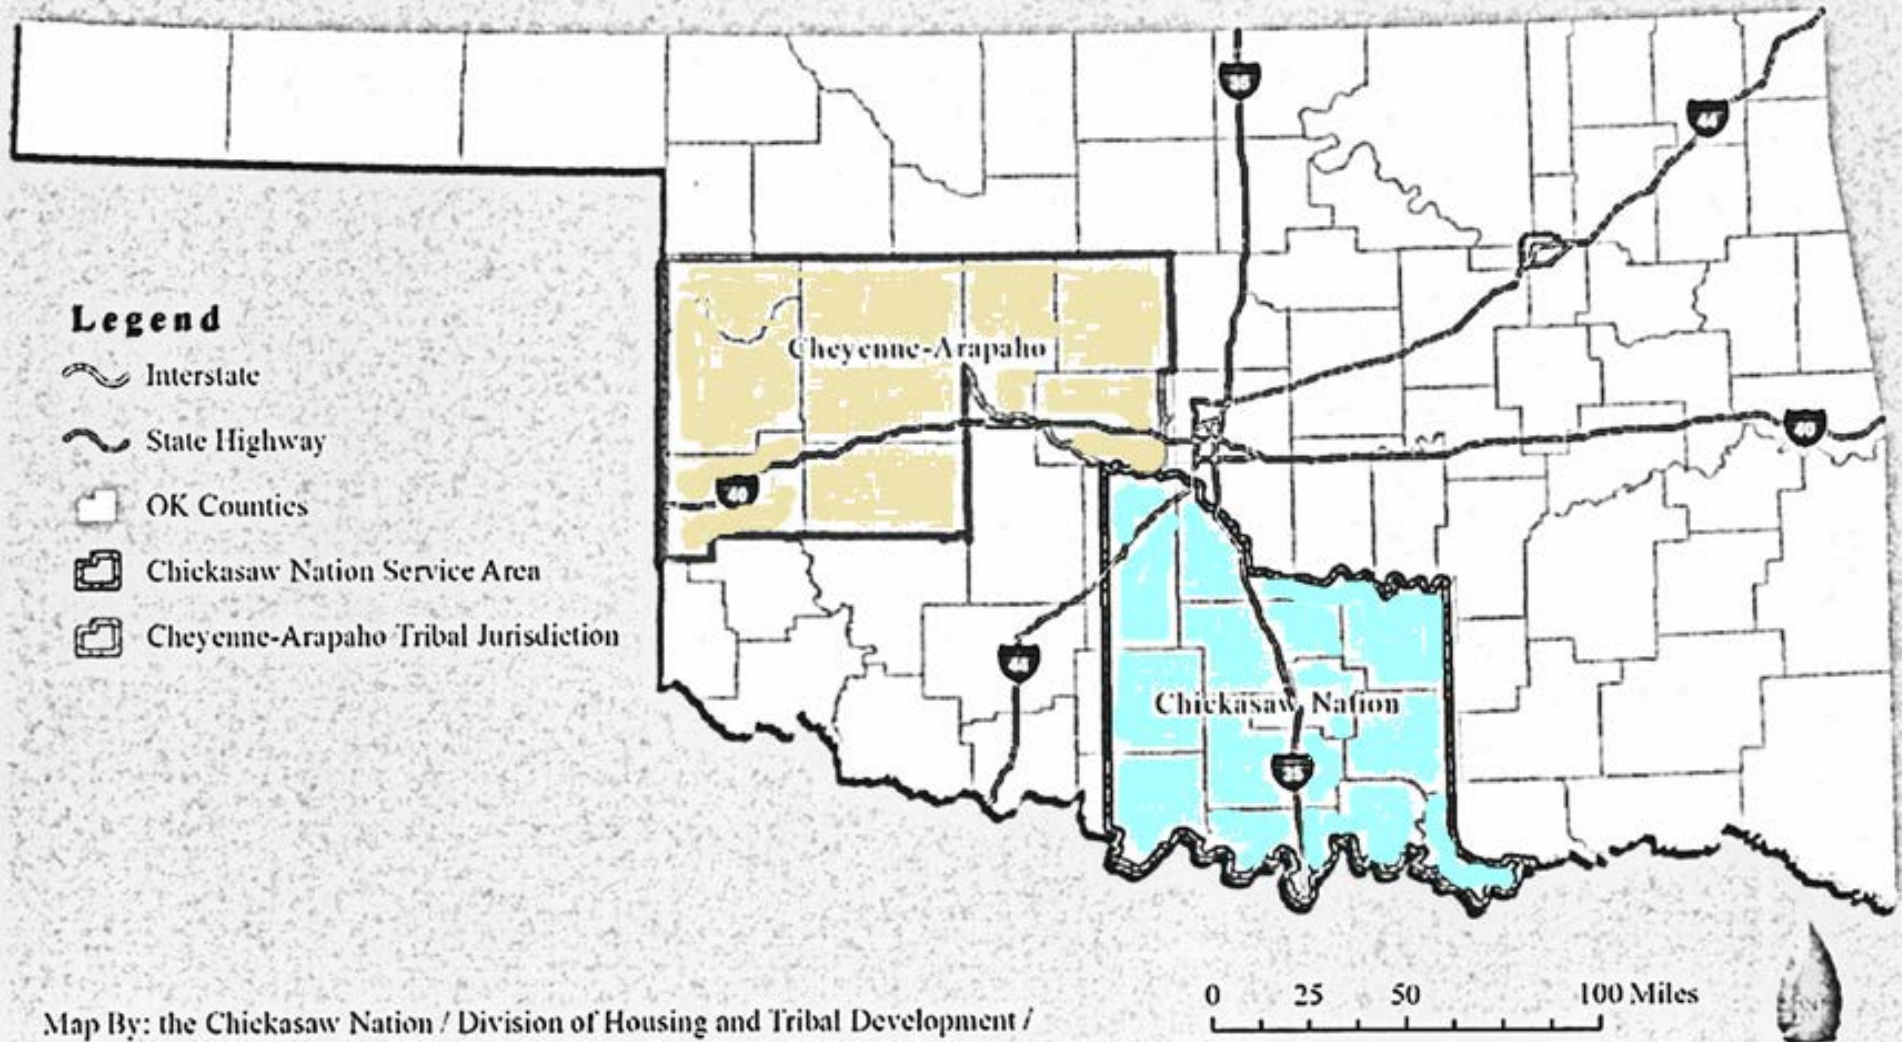 35
44
Cheyenne-Arapaho
Legend
Interstate
State Highway
OK Counties
Chickasaw Nation Service Area
Cheyenne-Arapaho Tribal Jurisdiction
40
40
44
Chickasaw Nation
35
0 25 50 100 Miles
Map By: the Chickasaw Nation / Division of Housing and Tribal Development /